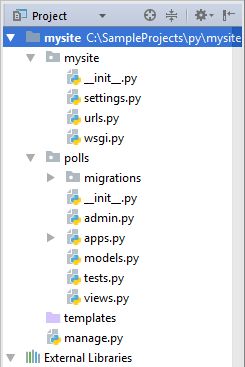 Project
mysite C:\SampleProjects\py\mysite
mysite
__init__.py
settings.py
urls.py
wsgi.py
polls
migrations
__init__.py
admin.py
apps.py
models.py
tests.py
views.py
templates
manage.py
External Libraries